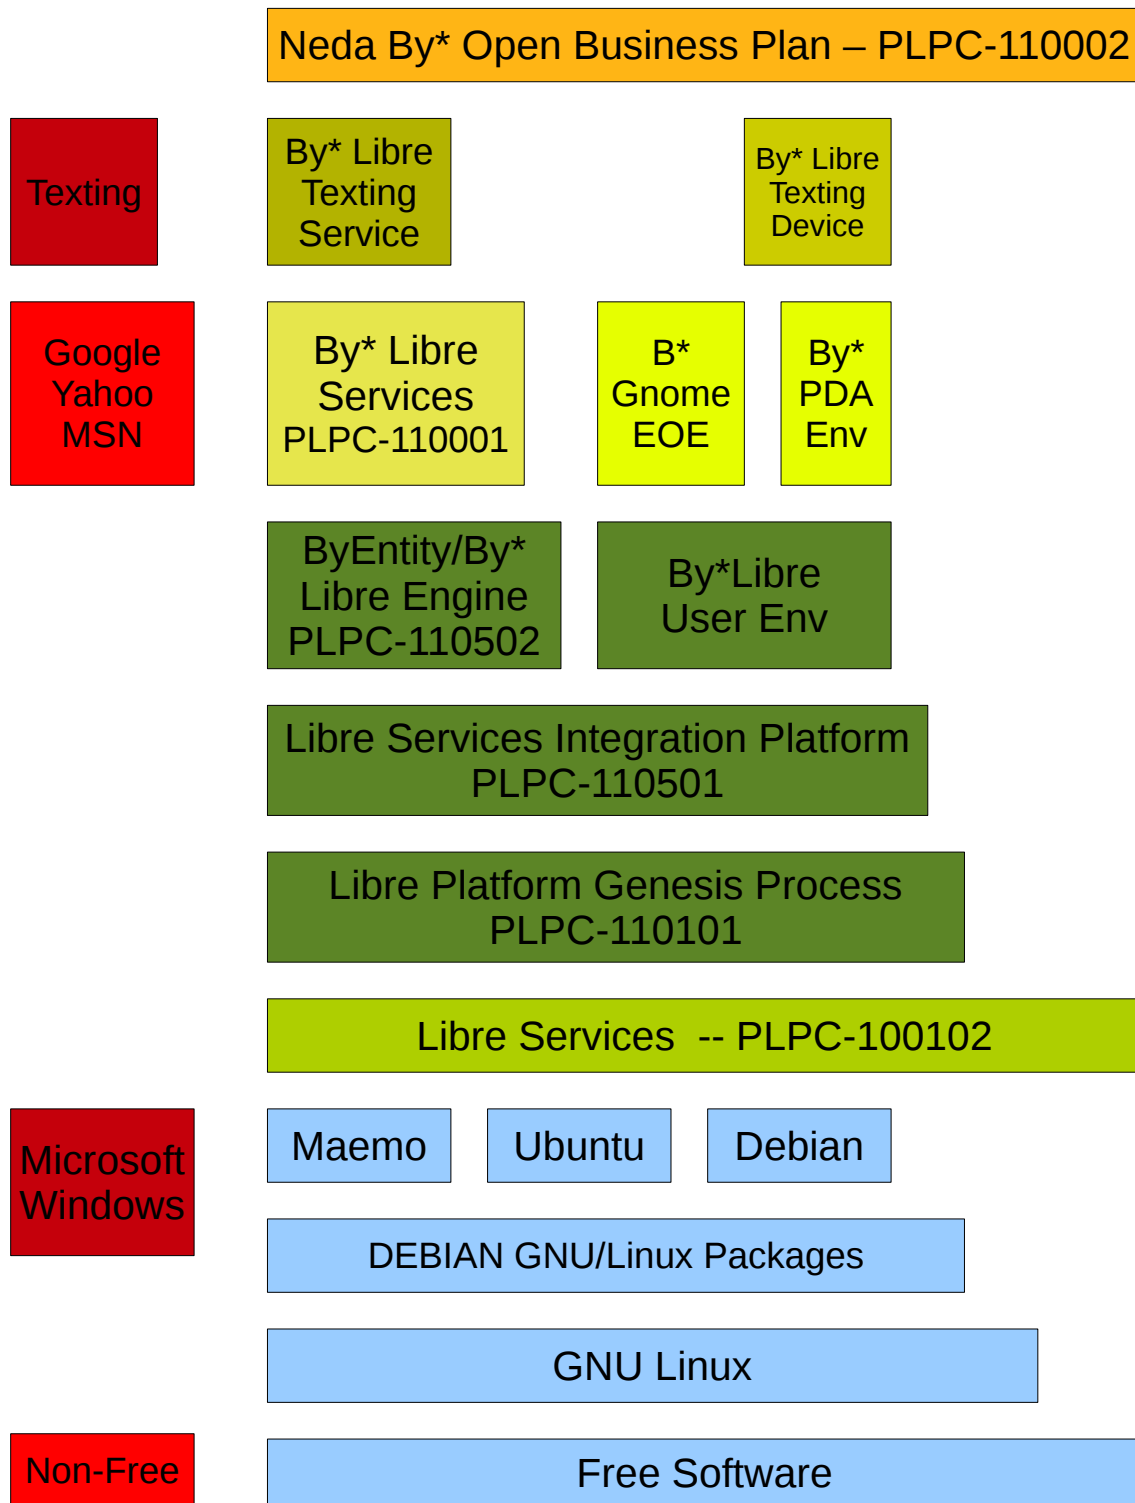 Neda By* Open Business Plan – PLPC-110002
Texting
By* Libre
Texting
Service
By* Libre
Texting
Device
Google
Yahoo
MSN
By* Libre
Services
PLPC-110001
B*
Gnome
EOE
By*
PDA
Env
ByEntity/By*
Libre Engine
PLPC-110502
By*Libre
User Env
Libre Services Integration Platform
PLPC-110501
Libre Platform Genesis Process
PLPC-110101
Libre Services -- PLPC-100102
Microsoft
Windows
Maemo
Ubuntu
Debian
DEBIAN GNU/Linux Packages
GNU Linux
Non-Free
Free Software